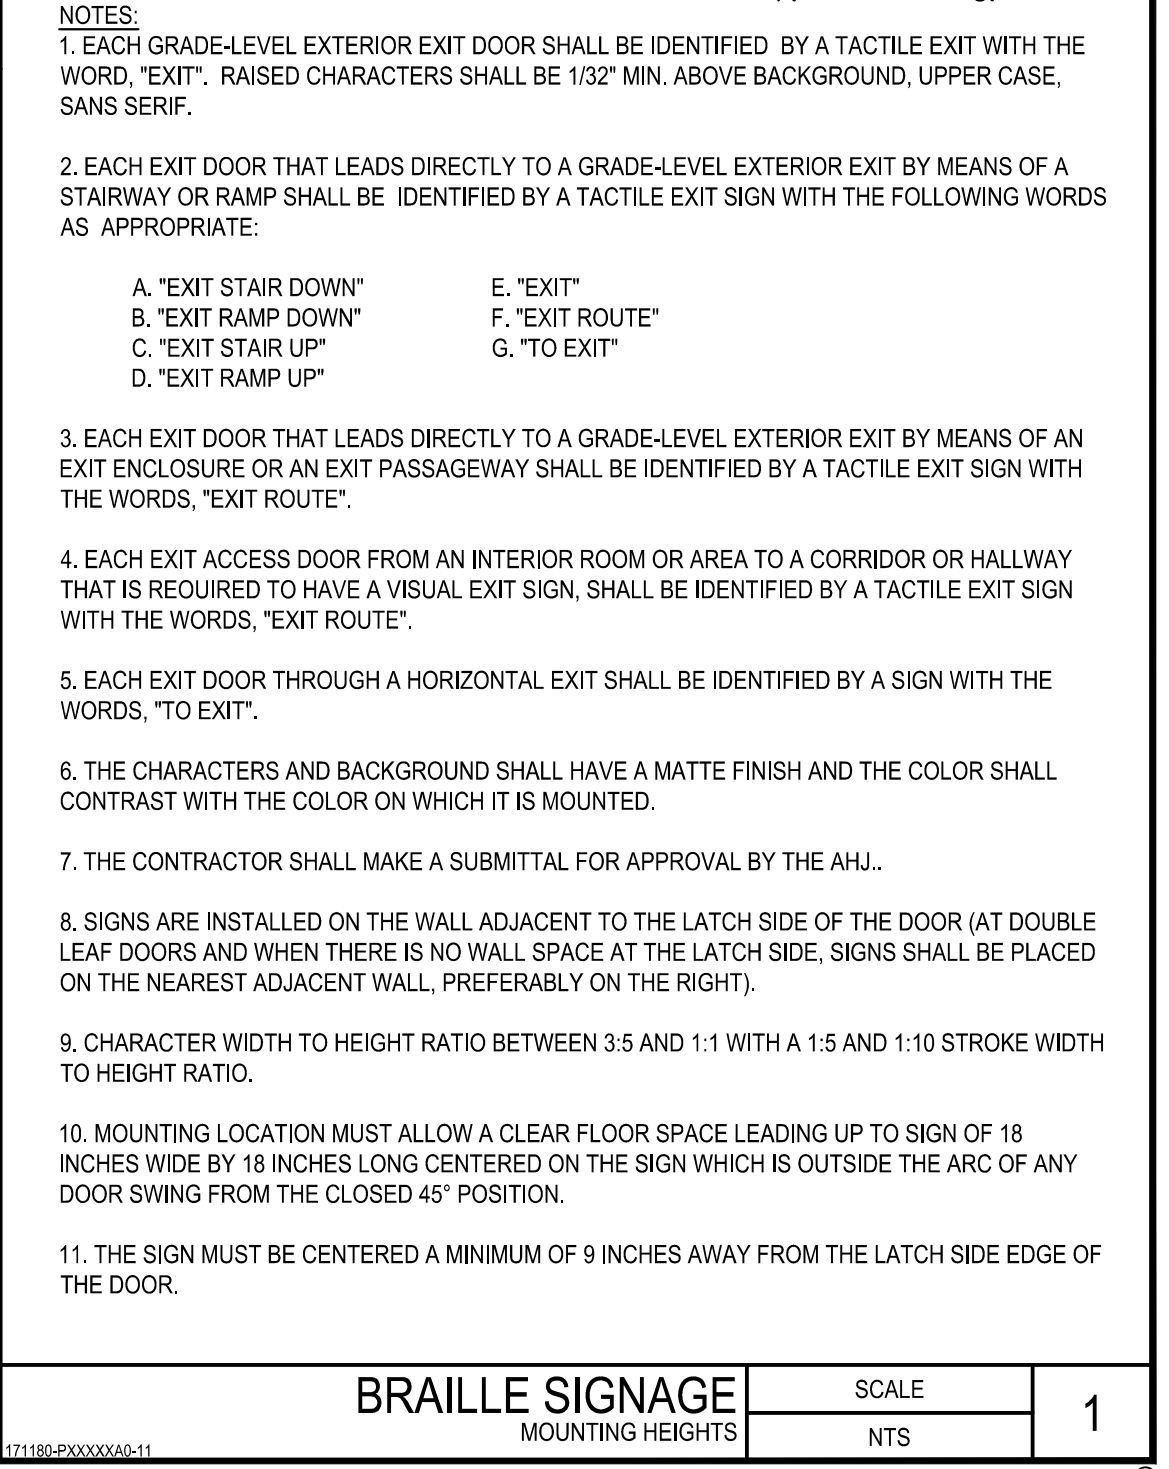 NOTES:
1. EACH GRADE-LEVEL EXTERIOR EXIT DOOR SHALL BE IDENTIFIED BY A TACTILE EXIT WITH THE
WORD, "EXIT". RAISED CHARACTERS SHALL BE 1/32" MIN. ABOVE BACKGROUND, UPPER CASE,
SANS SERIF.
2. EACH EXIT DOOR THAT LEADS DIRECTLY TO A GRADE-LEVEL EXTERIOR EXIT BY MEANS OF A
STAIRWAY OR RAMP SHALL BE IDENTIFIED BY A TACTILE EXIT SIGN WITH THE FOLLOWING WORDS
AS APPROPRIATE:
A. "EXIT STAIR DOWN"
B. "EXIT RAMP DOWN"
C. "EXIT STAIR UP"
D. "EXIT RAMP UP"
E. "EXIT"
F. "EXIT ROUTE"
G. "TO EXIT"
3. EACH EXIT DOOR THAT LEADS DIRECTLY TO A GRADE-LEVEL EXTERIOR EXIT BY MEANS OF AN
EXIT ENCLOSURE OR AN EXIT PASSAGEWAY SHALL BE IDENTIFIED BY A TACTILE EXIT SIGN WITH
THE WORDS, "EXIT ROUTE".
4. EACH EXIT ACCESS DOOR FROM AN INTERIOR ROOM OR AREA TO A CORRIDOR OR HALLWAY
THAT IS REOUIRED TO HAVE A VISUAL EXIT SIGN, SHALL BE IDENTIFIED BY A TACTILE EXIT SIGN
WITH THE WORDS, "EXIT ROUTE".
5. EACH EXIT DOOR THROUGH A HORIZONTAL EXIT SHALL BE IDENTIFIED BY A SIGN WITH THE
WORDS, "TO EXIT".
6. THE CHARACTERS AND BACKGROUND SHALL HAVE A MATTE FINISH AND THE COLOR SHALL
CONTRAST WITH THE COLOR ON WHICH IT IS MOUNTED.
7. THE CONTRACTOR SHALL MAKE A SUBMITTAL FOR APPROVAL BY THE AHJ..
8. SIGNS ARE INSTALLED ON THE WALL ADJACENT TO THE LATCH SIDE OF THE DOOR (AT DOUBLE
LEAF DOORS AND WHEN THERE IS NO WALL SPACE AT THE LATCH SIDE, SIGNS SHALL BE PLACED
ON THE NEAREST ADJACENT WALL, PREFERABLY ON THE RIGHT).
9. CHARACTER WIDTH TO HEIGHT RATIO BETWEEN 3:5 AND 1:1 WITH A 1:5 AND 1:10 STROKE WIDTH
TO HEIGHT RATIO.
10. MOUNTING LOCATION MUST ALLOW A CLEAR FLOOR SPACE LEADING UP TO SIGN OF 18
INCHES WIDE BY 18 INCHES LONG CENTERED ON THE SIGN WHICH IS OUTSIDE THE ARC OF ANY
DOOR SWING FROM THE CLOSED 45° POSITION.
11. THE SIGN MUST BE CENTERED A MINIMUM OF 9 INCHES AWAY FROM THE LATCH SIDE EDGE OF
THE DOOR.
BRAILLE SIGNAGE
MOUNTING HEIGHTS
171180-PXXXXXA0-11
SCALE
NTS
1